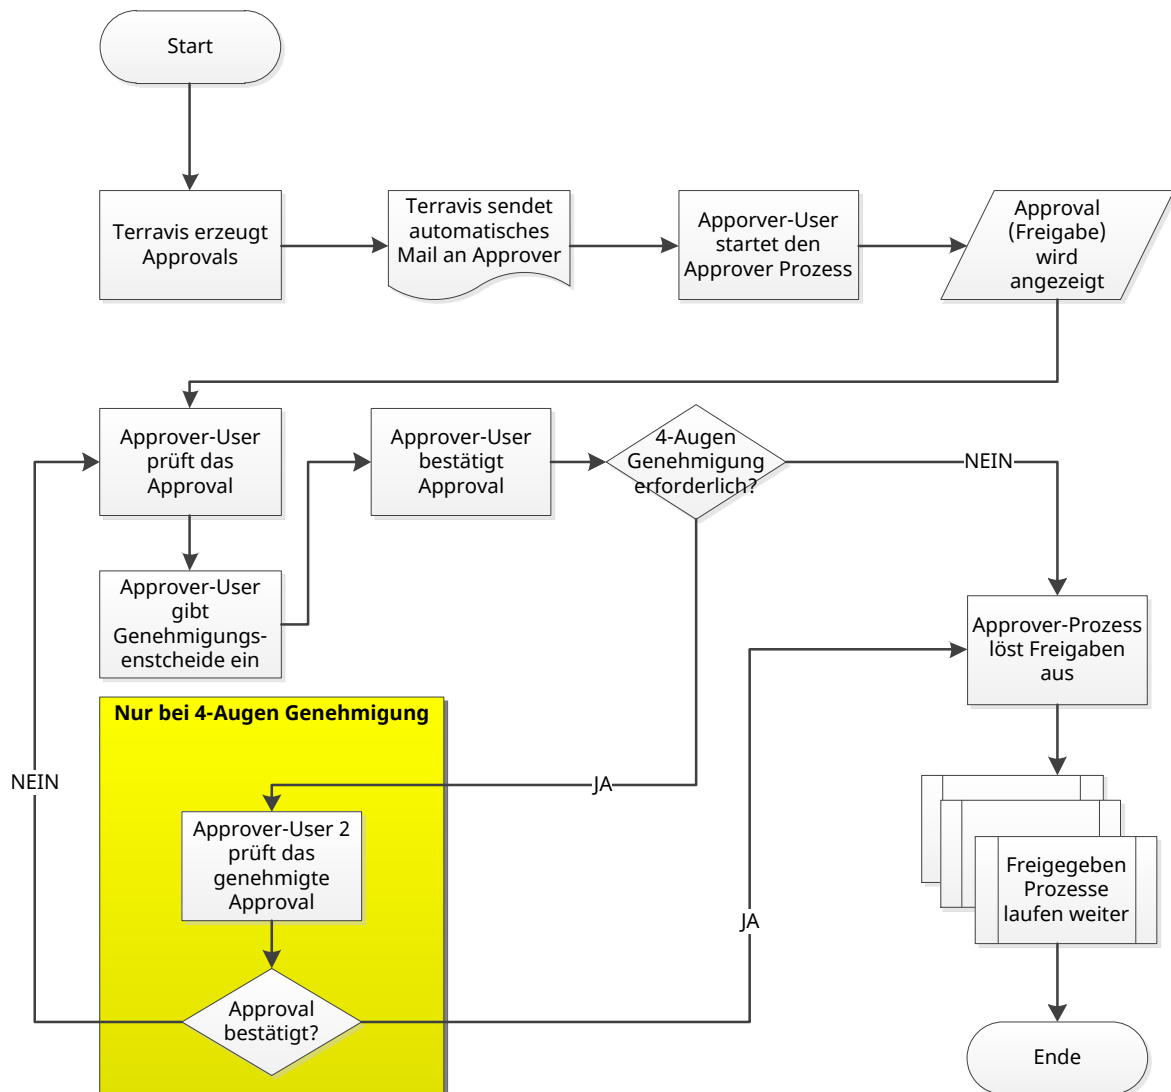 Start
Terravis erzeugt
Approvals
Terravis sendet
automatisches
Mail an Approver
Apporver-User
startet den
Approver Prozess
Approval
(Freigabe)
wird
angezeigt
Approver-User
prüft das
Approval
Approver-User
bestätigt
Approval
4-Augen
Genehmigung
erforderlich?
NEIN
Approver-User
gibt
Genehmigungs-
enstcheide ein
Approver-Prozess
löst Freigaben
aus
Nur bei 4-Augen Genehmigung
NEIN
JA
Approver-User 2
prüft das
genehmigte
Approval
Freigegeben
Prozesse
laufen weiter
JA
Approval
bestätigt?
Ende